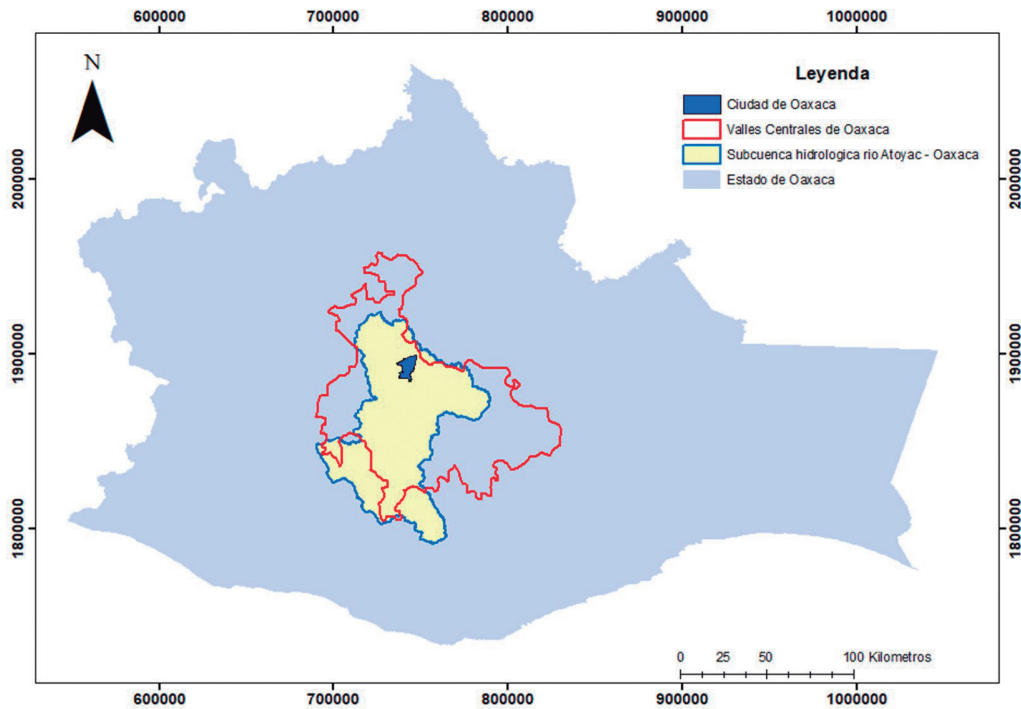 600000 700000 800000 900000 1000000
N
Leyenda
Ciudad de Oaxaca
Valles Centrales de Oaxaca
Subcuenca hidrologica rio Atoyac - Oaxaca
Estado de Oaxaca
2000000 2000000
1900000 1900000
1800000 1800000
0 25 50 100 Kilometros
600000 700000 800000 900000 1000000